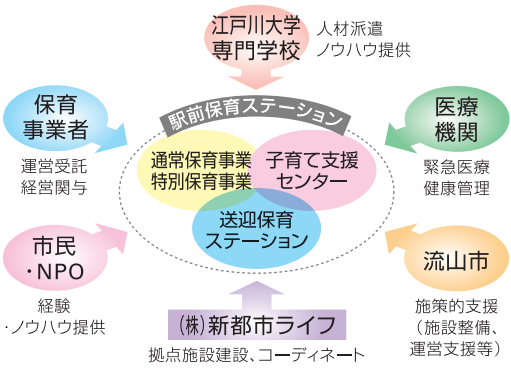 江戸川大学
専門学校
人材派遣
ノウハウ提供
保育
事業者
運営受託
経営関与
駅前保育ステーション
医療
機関
緊急医療
健康管理
通常保育事業
特別保育事業
子育て支援
センター
送迎保育
ステーション
市民
・NPO
経験
・ノウハウ提供
流山市
施策的支援
（施設整備、
運営支援等）
（株）新都市ライフ
拠点施設建設、コーディネート